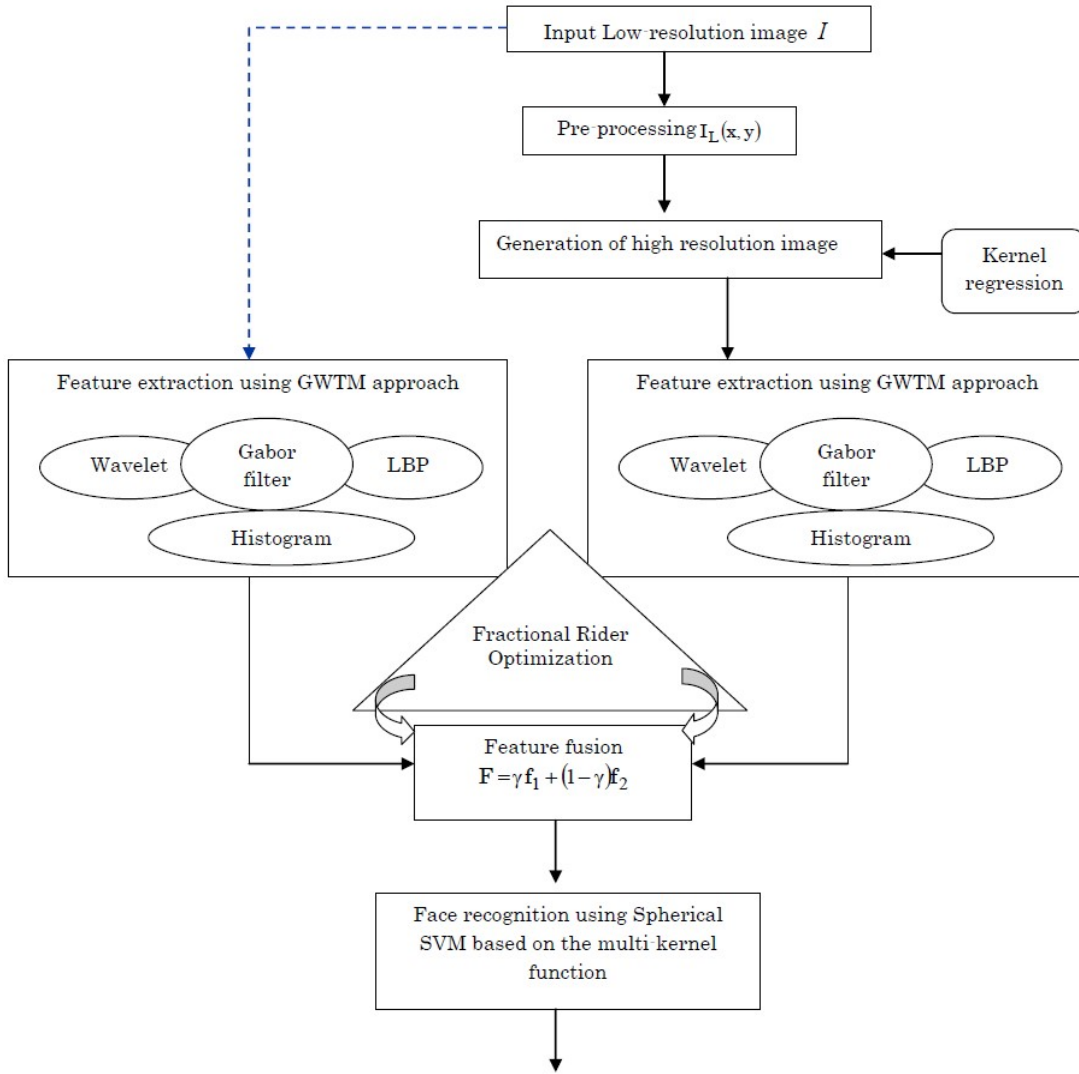 Input Low-resolution image I
Pre-processing I_L(x, y)
Generation of high resolution image
Kernel
regression
Feature extraction using GWTM approach
Wavelet
Gabor
filter
LBP
Histogram
Feature extraction using GWTM approach
Wavelet
Gabor
filter
LBP
Histogram
Fractional Rider
Optimization
Feature fusion
F = γf₁ + (1−γ)f₂
Face recognition using Spherical
SVM based on the multi-kernel
function